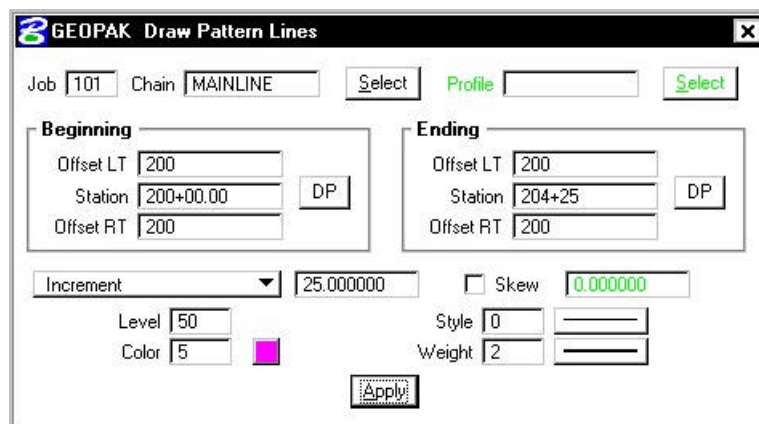 GEOPAK Draw Pattern Lines
Job 101 Chain MAINLINE Select Profile Select
Beginning
Offset LT 200
Station 200+00.00 DP
Offset RT 200
Ending
Offset LT 200
Station 204+25 DP
Offset RT 200
Increment 25.000000 Skew 0.000000
Level 50 Style 0
Color 5 Weight 2
Apply